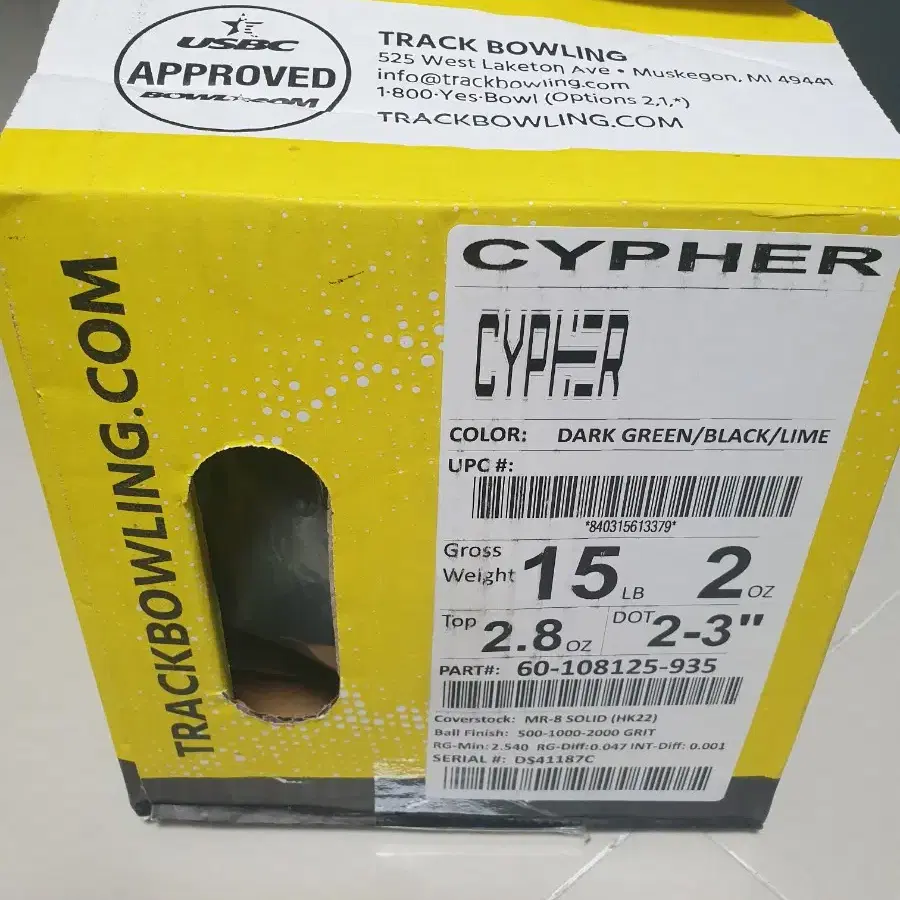 USBC
APPROVED
BOWL.COM
TRACK BOWLING
525 West Laketon Ave • Muskegon, MI 49441
info@trackbowling.com
1·800·Yes·Bowl (Options 2,1,*)
TRACKBOWLING.COM
TRACKBOWLING.COM
CYPHER
CYPHER
COLOR: DARK GREEN/BLACK/LIME
UPC #:
*840315613379*
Gross Weight 15 LB 2 OZ
Top 2.8 OZ DOT 2-3"
PART#: 60-108125-935
Coverstock: MR-8 SOLID (HK22)
Ball Finish: 500-1000-2000 GRIT
RG-Min: 2.540 RG-Diff:0.047 INT-Diff: 0.001
SERIAL #: DS41187C